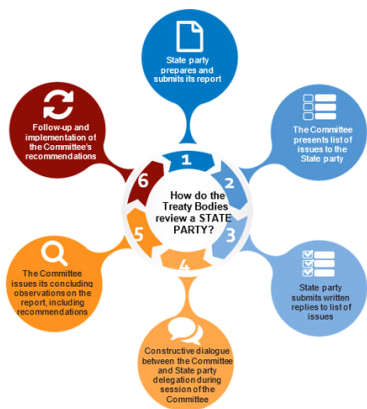 State party
prepares and
submits its report
The Committee
presents list of
issues to the
State party
State party
submits written
replies to list of
issues
Constructive dialogue
between the Committee
and State party
delegation during
session of the
Committee
The Committee
issues its concluding
observations on the
report, including
recommendations
Follow-up and
implementation of
the Committee's
recommendations
1
2
3
4
5
6
How do the
Treaty Bodies
review a STATE
PARTY?